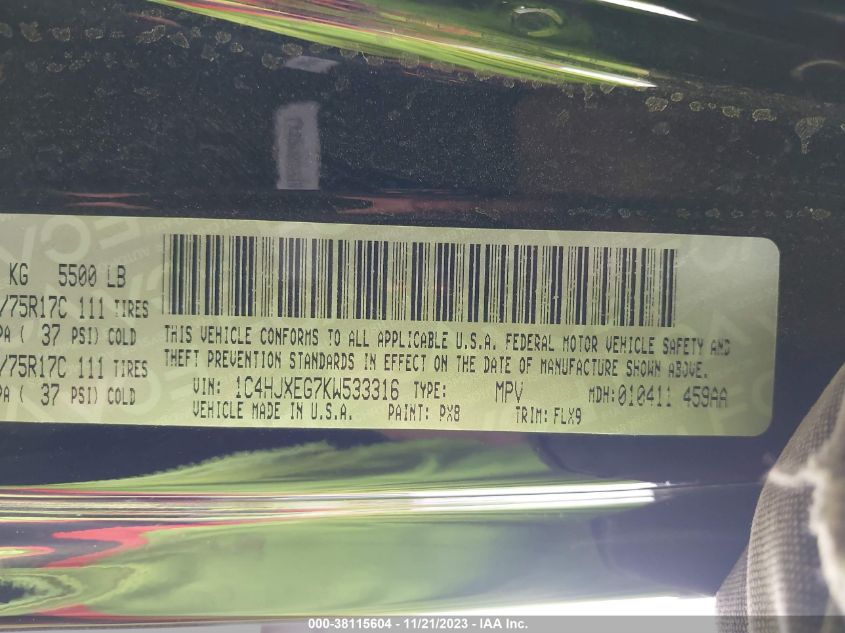 KG 5500 LB
/75R17C 111 TIRES
PA ( 37 PSI) COLD
/75R17C 111 TIRES
PA ( 37 PSI) COLD
THIS VEHICLE CONFORMS TO ALL APPLICABLE U.S.A. FEDERAL MOTOR VEHICLE SAFETY AND
THEFT PREVENTION STANDARDS IN EFFECT ON THE DATE OF MANUFACTURE SHOWN ABOVE.
VIN: 1C4HJXEG7KW533316 TYPE: MPV MDH:010411 459AA
VEHICLE MADE IN U.S.A. PAINT: PX8 TRIM: FLX9
000-38115604 - 11/21/2023 - IAA Inc.